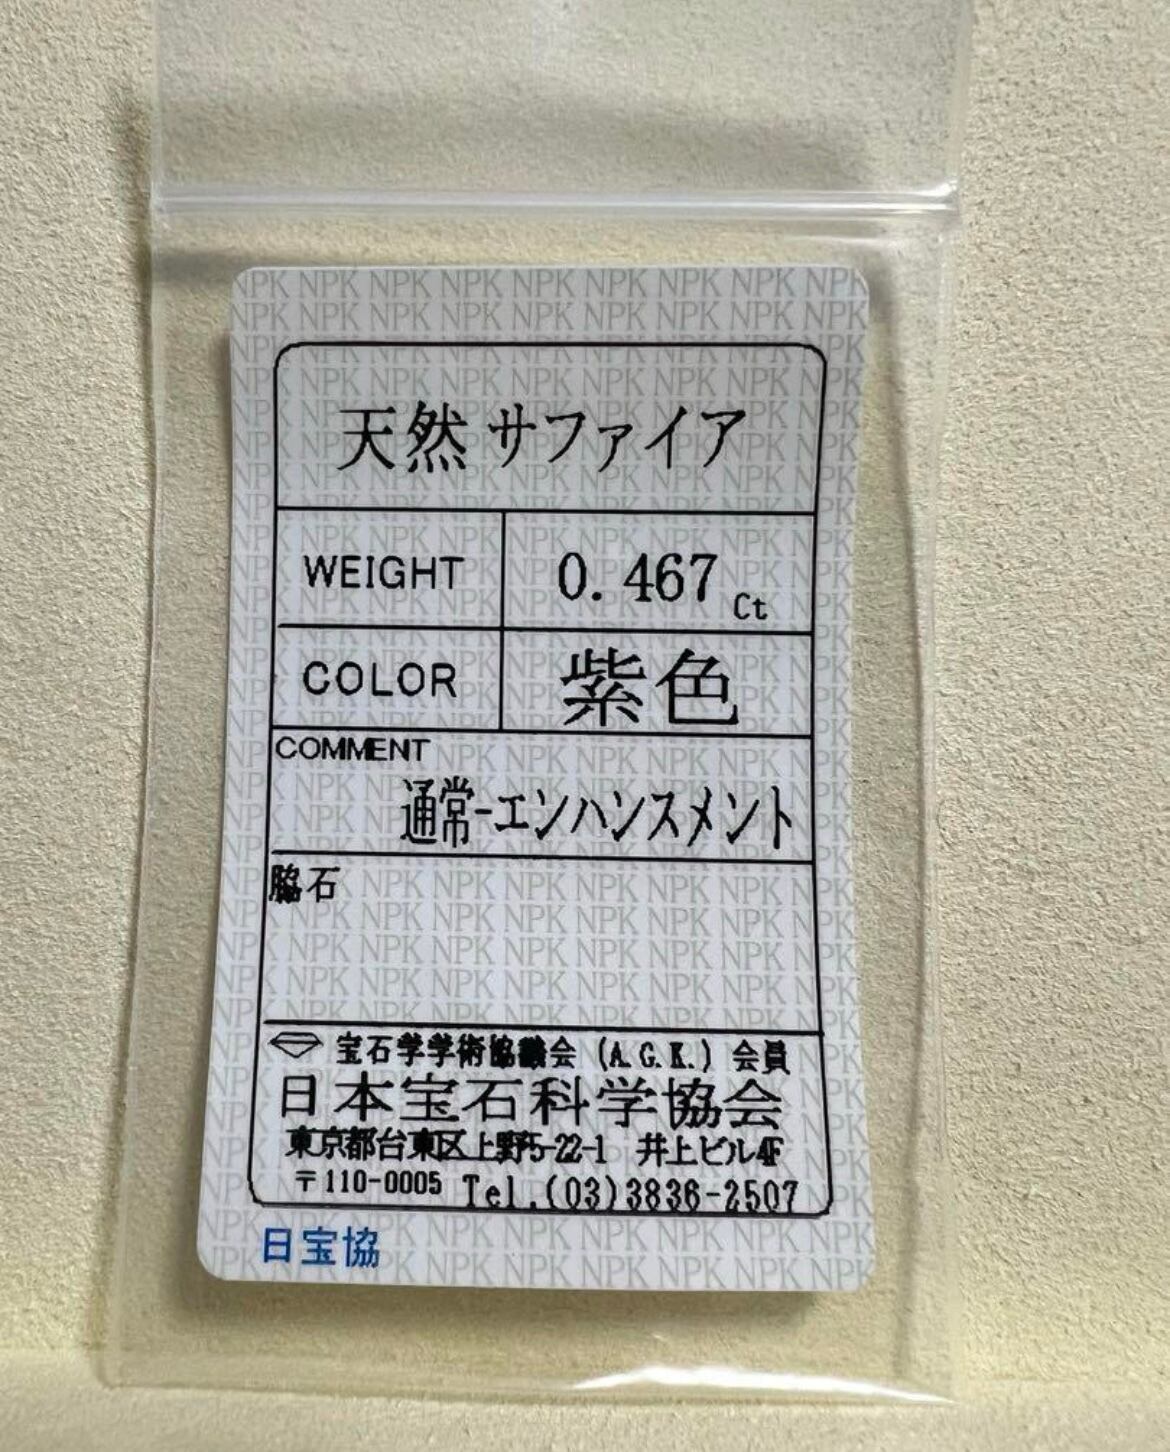 天然サファイア
WEIGHT 0.467 Ct
COLOR 紫色
COMMENT
通常-エンハンスメント
脇石
宝石学学術協議会 (A.G.K.) 会員
日本宝石科学協会
東京都台東区上野5-22-1 井上ビル4F
〒110-0005 Tel.(03)3836-2507
日宝協
NPK